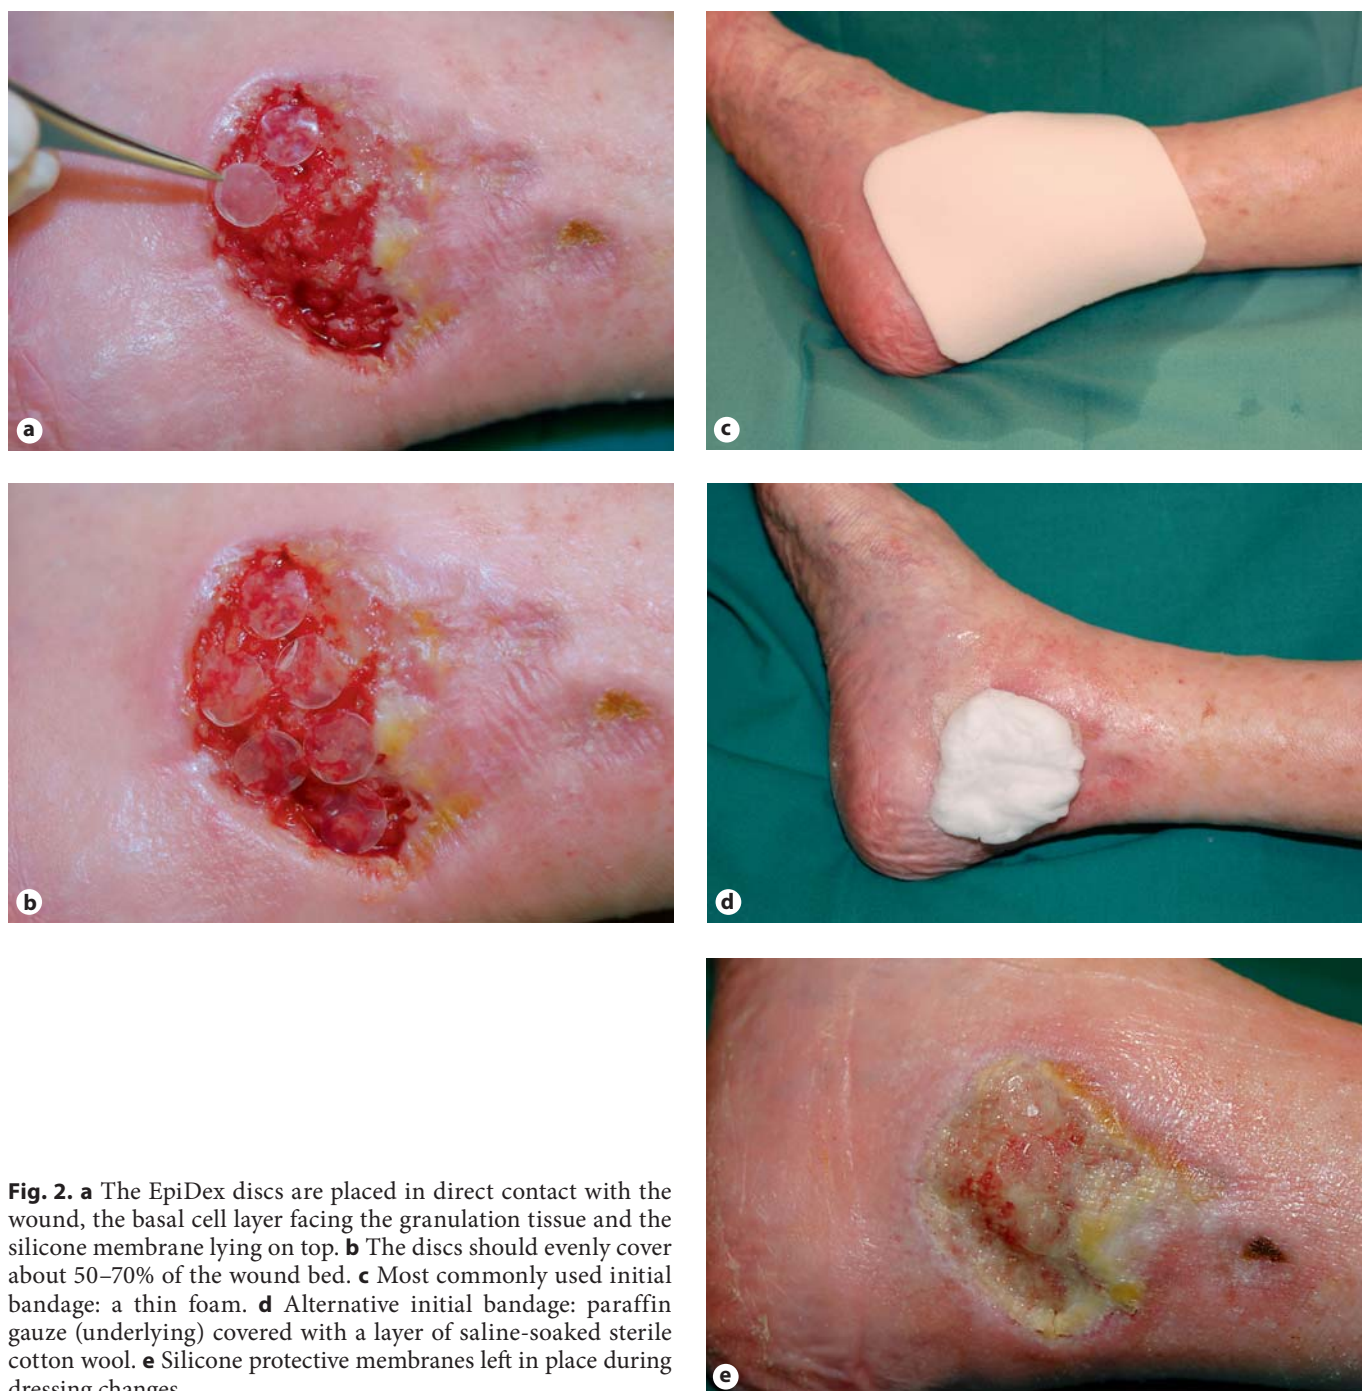 a
c
b
d
e
Fig. 2. a The EpiDex discs are placed in direct contact with the
wound, the basal cell layer facing the granulation tissue and the
silicone membrane lying on top. b The discs should evenly cover
about 50–70% of the wound bed. c Most commonly used initial
bandage: a thin foam. d Alternative initial bandage: paraffin
gauze (underlying) covered with a layer of saline-soaked sterile
cotton wool. e Silicone protective membranes left in place during
dressing changes.